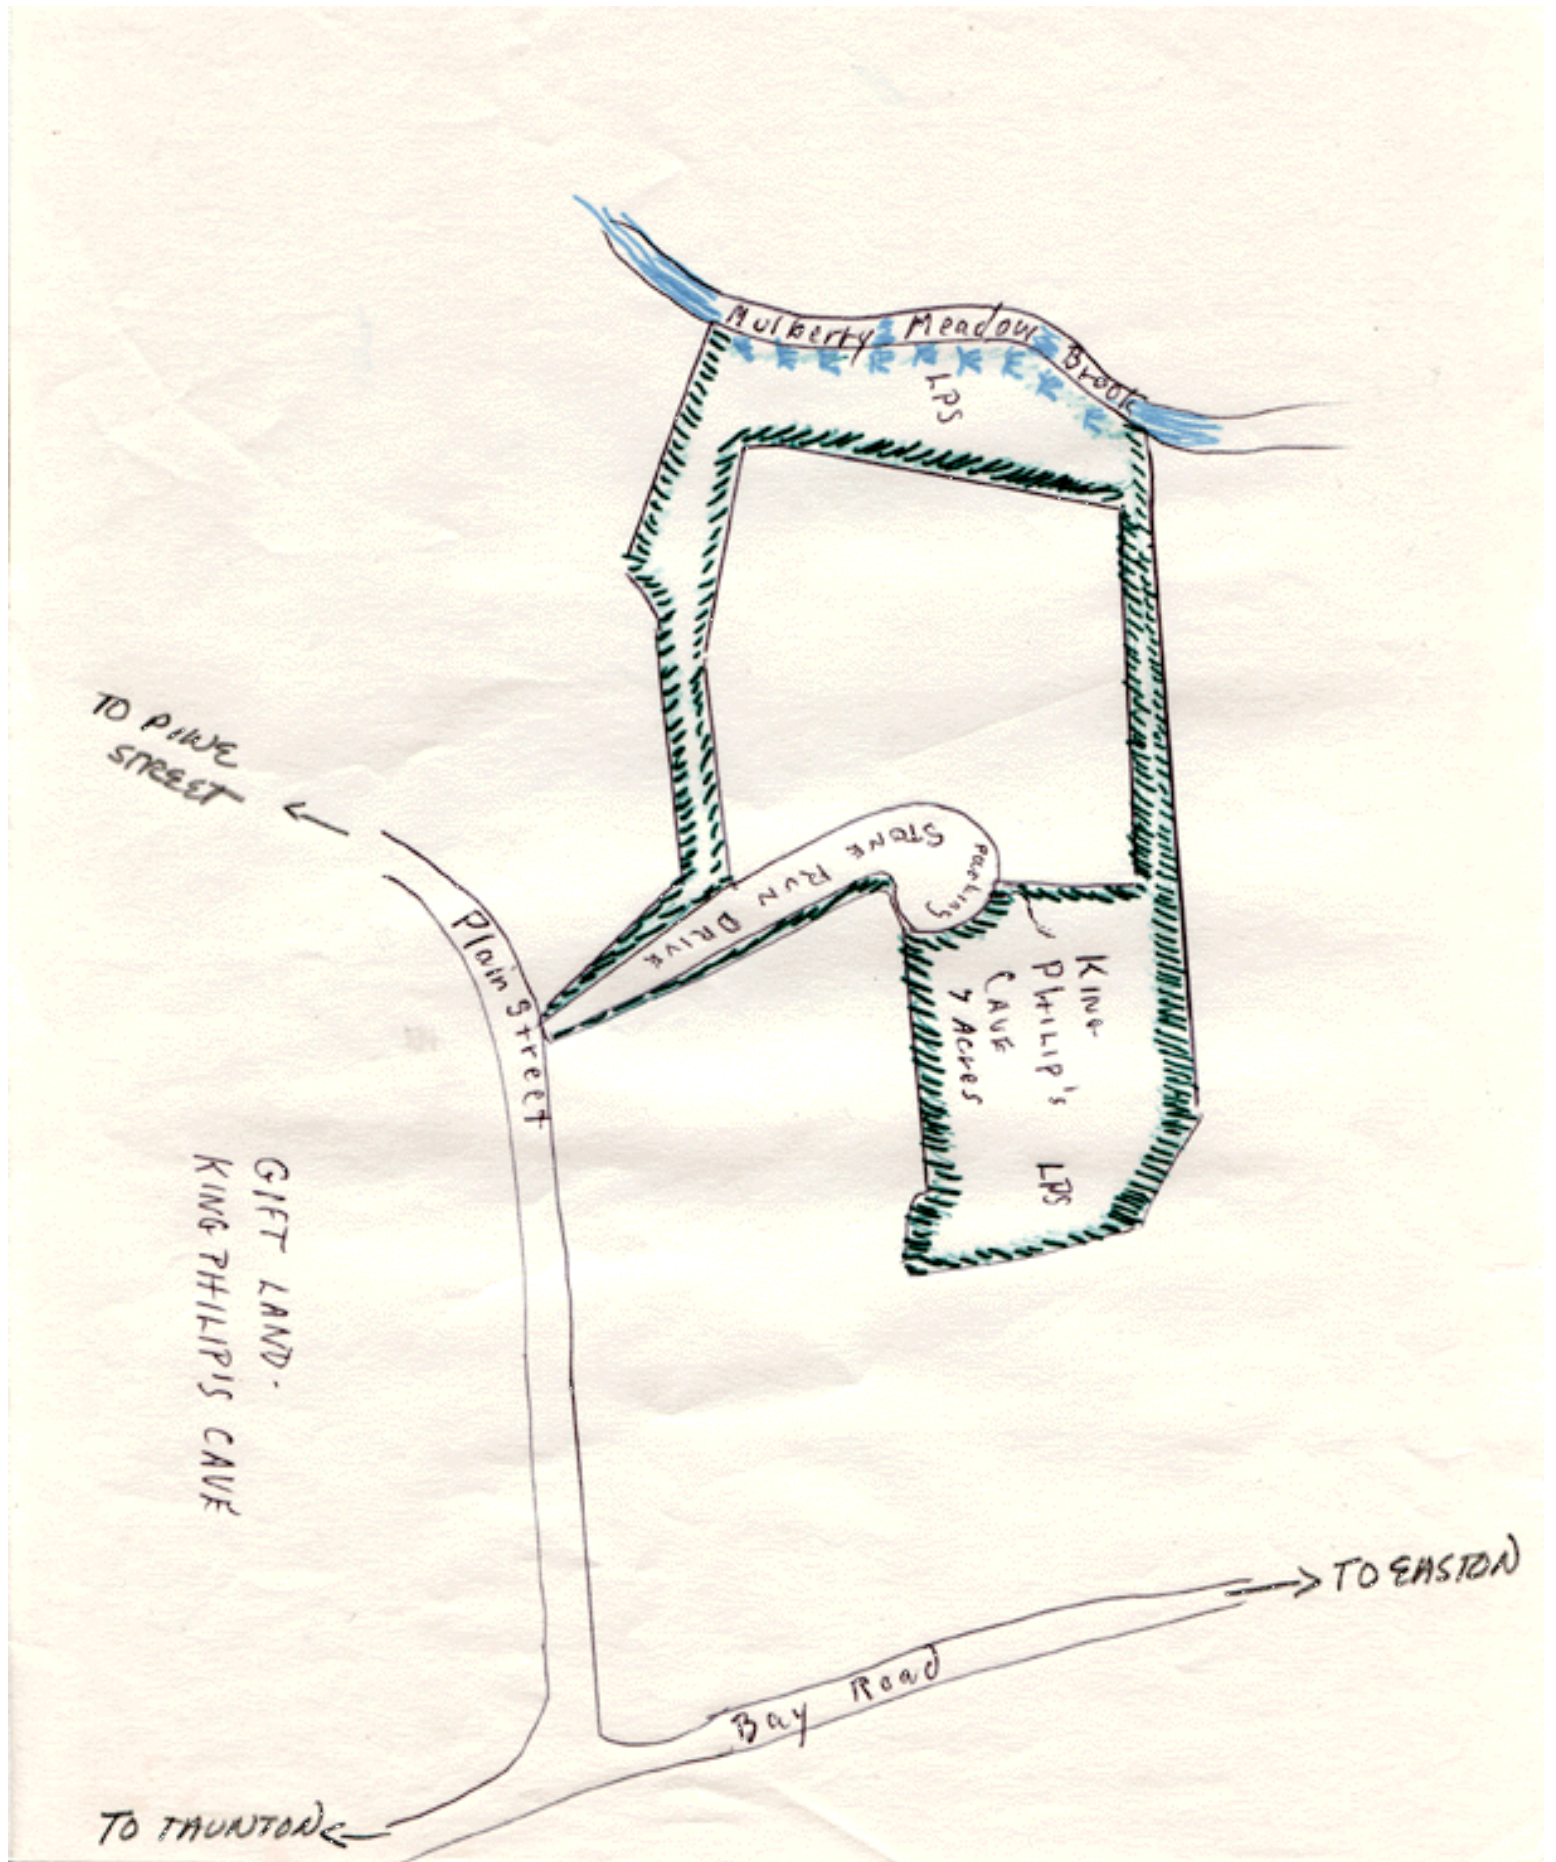 Mulberry Meadow Brook
LPS
TO PINE
STREET
STONE RUN DRIVE
Parking
Plain Street
KING
PHILIP'S
CAVE
7 ACRES
LPS
GIFT LAND-
KING PHILIP'S CAVE
TO EASTON
Bay Road
TO TAUNTON